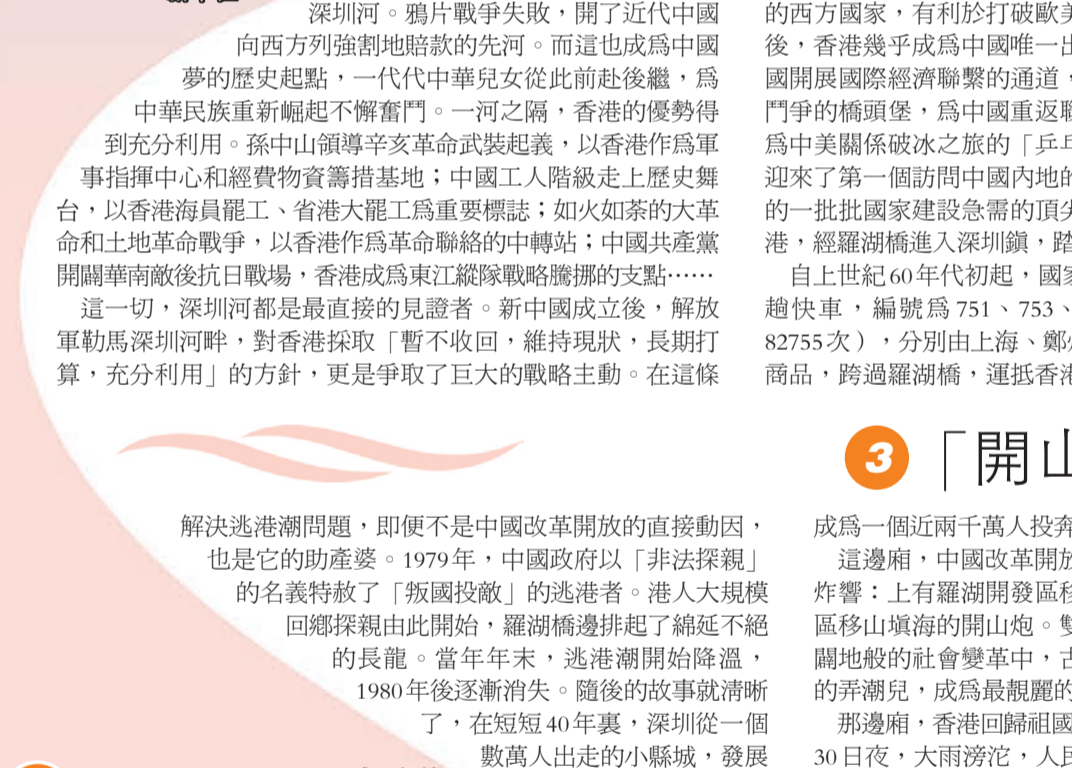 深圳河。鴉片戰爭失敗，開了近代中國
向西方列強割地賠款的先河。而這也成爲中國
夢的歷史起點，一代代中華兒女從此前赴後繼，爲
中華民族重新崛起不懈奮鬥。一河之隔，香港的優勢得
到充分利用。孫中山領導辛亥革命武裝起義，以香港作爲軍
事指揮中心和經費物資籌措基地；中國工人階級走上歷史舞
台，以香港海員罷工、省港大罷工爲重要標誌；如火如荼的大革
命和土地革命戰爭，以香港作爲革命聯絡的中轉站；中國共產黨
開闢華南敵後抗日戰場，香港成爲東江縱隊戰略騰挪的支點……
這一切，深圳河都是最直接的見證者。新中國成立後，解放
軍勒馬深圳河畔，對香港採取「暫不收回，維持現狀，長期打
算，充分利用」的方針，更是爭取了巨大的戰略主動。在這條
的西方國家，有利於打破歐美
後，香港幾乎成爲中國唯一出
國開展國際經濟聯繫的通道，
鬥爭的橋頭堡，爲中國重返聯
爲中美關係破冰之旅的「乒乓
迎來了第一個訪問中國內地的
的一批批國家建設急需的頂尖
港，經羅湖橋進入深圳鎮，踏
自上世紀60年代初起，國家
趟快車，編號爲751、753、
82755次），分別由上海、鄭州
商品，跨過羅湖橋，運抵香港
3 「開山
解決逃港潮問題，即便不是中國改革開放的直接動因，
也是它的助產婆。1979年，中國政府以「非法探親」
的名義特赦了「叛國投敵」的逃港者。港人大規模
回鄉探親由此開始，羅湖橋邊排起了綿延不絕
的長龍。當年年末，逃港潮開始降溫，
1980年後逐漸消失。隨後的故事就清晰
了，在短短40年裏，深圳從一個
數萬人出走的小縣城，發展
成爲一個近兩千萬人投奔
這邊廂，中國改革開放
炸響：上有羅湖開發區移
區移山填海的開山炮。雙
闢地般的社會變革中，古
的弄潮兒，成爲最靚麗的
那邊廂，香港回歸祖國
30日夜，大雨滂沱，人民